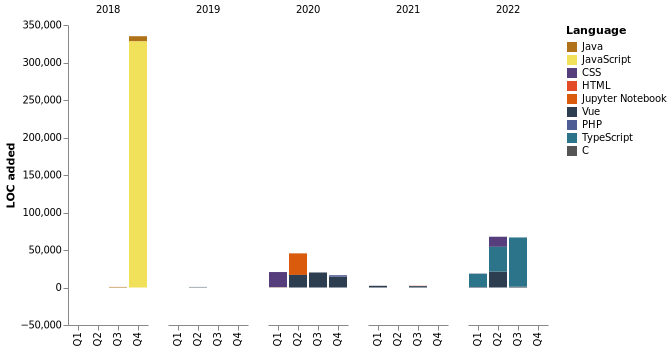 2018 2019 2020 2021 2022
LOC added
350,000
300,000
250,000
200,000
150,000
100,000
50,000
0
−50,000
Q1 Q2 Q3 Q4 Q1 Q2 Q3 Q4 Q1 Q2 Q3 Q4 Q1 Q2 Q3 Q4 Q1 Q2 Q3 Q4
Language
Java
JavaScript
CSS
HTML
Jupyter Notebook
Vue
PHP
TypeScript
C